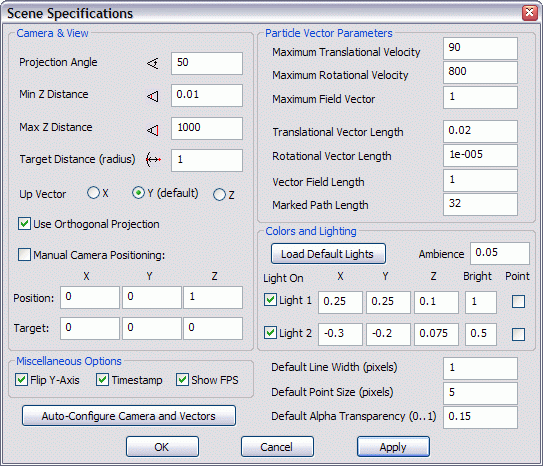 Scene Specifications
Camera & View
Projection Angle 50
Min Z Distance 0.01
Max Z Distance 1000
Target Distance (radius) 1
Up Vector X Y (default) Z
Use Orthogonal Projection
Manual Camera Positioning:
X Y Z
Position: 0 0 1
Target: 0 0 0
Miscellaneous Options
Flip Y-Axis Timestamp Show FPS
Auto-Configure Camera and Vectors
Particle Vector Parameters
Maximum Translational Velocity 90
Maximum Rotational Velocity 800
Maximum Field Vector 1
Translational Vector Length 0.02
Rotational Vector Length 1e-005
Vector Field Length 1
Marked Path Length 32
Colors and Lighting
Load Default Lights Ambience 0.05
Light On X Y Z Bright Point
Light 1 0.25 0.25 0.1 1
Light 2 -0.3 -0.2 0.075 0.5
Default Line Width (pixels) 1
Default Point Size (pixels) 5
Default Alpha Transparency (0..1) 0.15
OK Cancel Apply